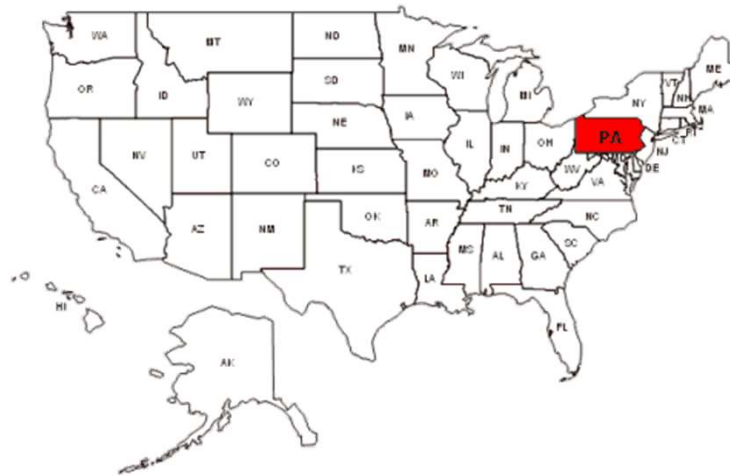 WA
MT
ND
MN
ME
OR
ID
SD
WI
MI
NY
VT
NH
MA
WY
IA
PA
CT
RI
NE
IL
IN
OH
NJ
NV
UT
CO
KS
MO
WV
DE
CA
KY
VA
AZ
NM
OK
AR
TN
NC
SC
MS
AL
GA
TX
LA
FL
HI
AK